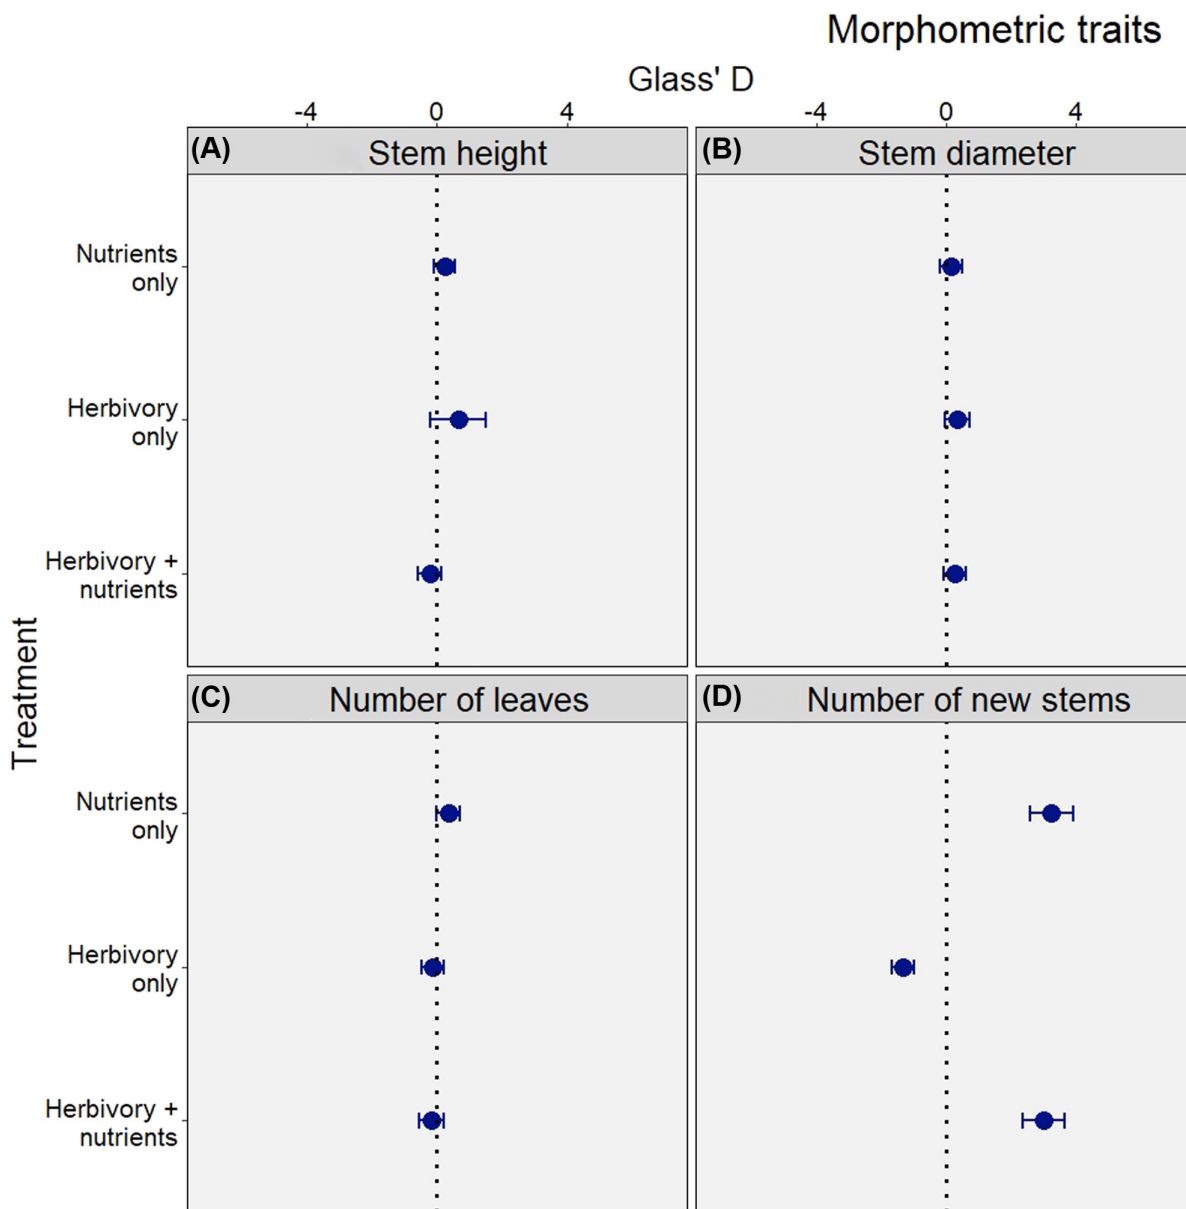 Morphometric traits
Glass' D
-4 0 4 -4 0 4
(A) Stem height
(B) Stem diameter
Nutrients
only
Herbivory
only
Herbivory +
nutrients
Treatment
(C) Number of leaves
(D) Number of new stems
Nutrients
only
Herbivory
only
Herbivory +
nutrients